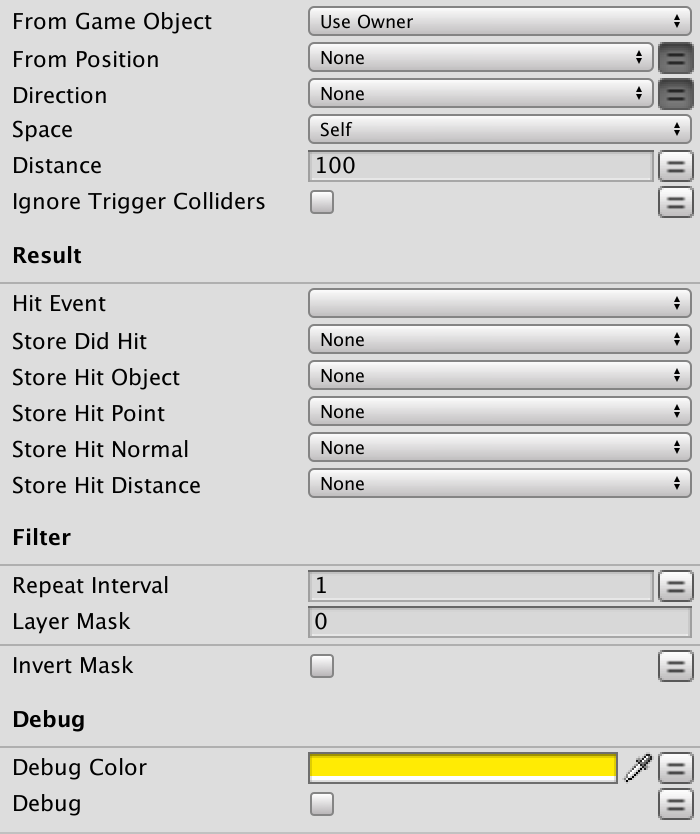 From Game Object Use Owner
From Position None
Direction None
Space Self
Distance 100
Ignore Trigger Colliders
Result
Hit Event
Store Did Hit None
Store Hit Object None
Store Hit Point None
Store Hit Normal None
Store Hit Distance None
Filter
Repeat Interval 1
Layer Mask 0
Invert Mask
Debug
Debug Color
Debug